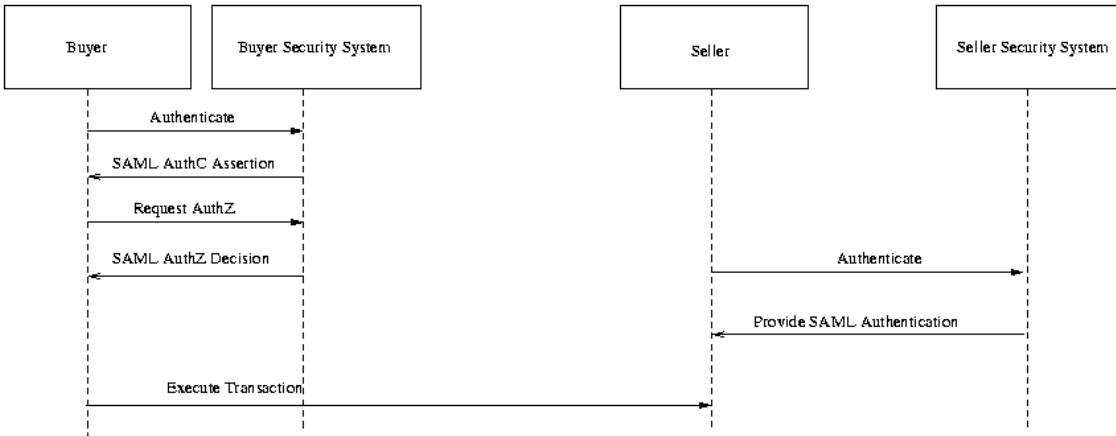 Buyer
Buyer Security System
Seller
Seller Security System
Authenticate
SAML AuthC Assertion
Request AuthZ
SAML AuthZ Decision
Authenticate
Provide SAML Authentication
Execute Transaction